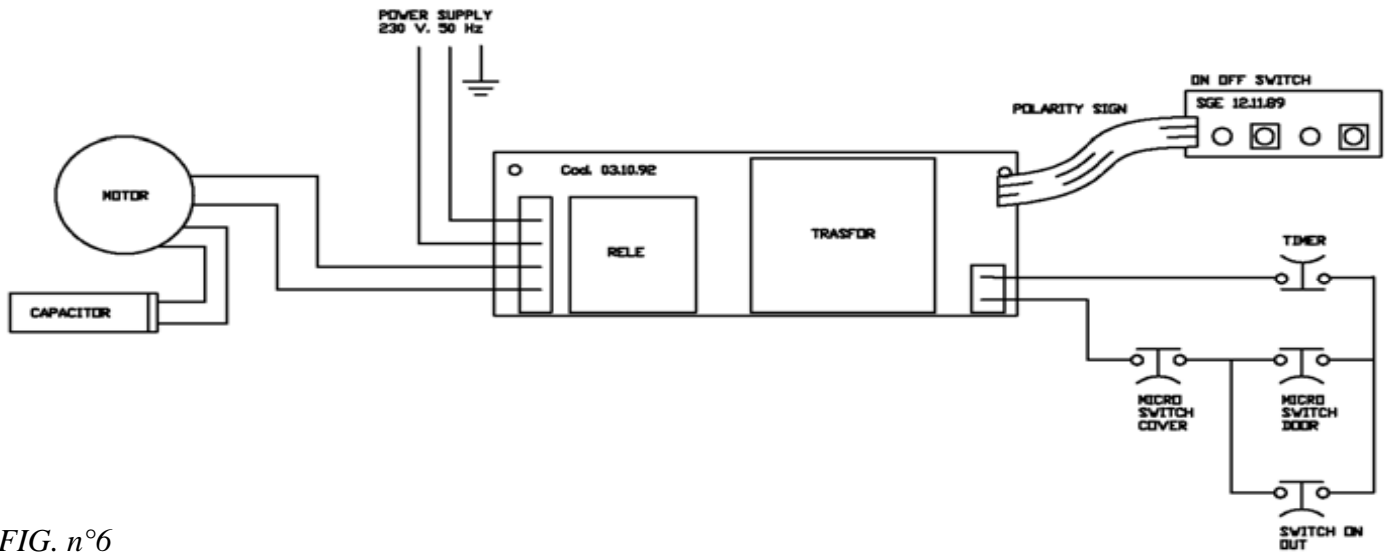 POWER SUPPLY
230 V. 50 Hz
ON OFF SWITCH
SGE 12.11.89
POLARITY SIGN
Cod. 03.10.92
MOTOR
RELE
TRASFOR
TIMER
CAPACITOR
MICRO
SWITCH
COVER
MICRO
SWITCH
DOOR
SWITCH ON
OUT
FIG. n°6